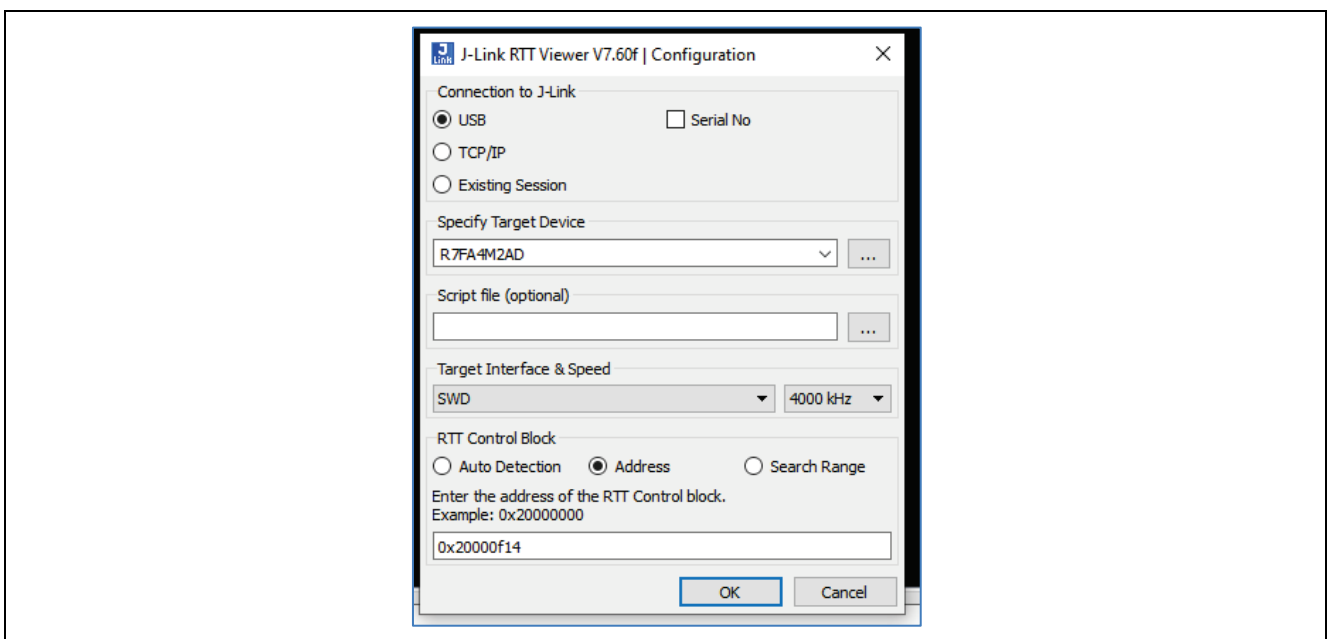 J-Link RTT Viewer V7.60f | Configuration
Connection to J-Link
USB
Serial No
TCP/IP
Existing Session
Specify Target Device
R7FA4M2AD
...
Script file (optional)
...
Target Interface & Speed
SWD
4000 kHz
RTT Control Block
Auto Detection
Address
Search Range
Enter the address of the RTT Control block.
Example: 0x20000000
0x20000f14
OK
Cancel